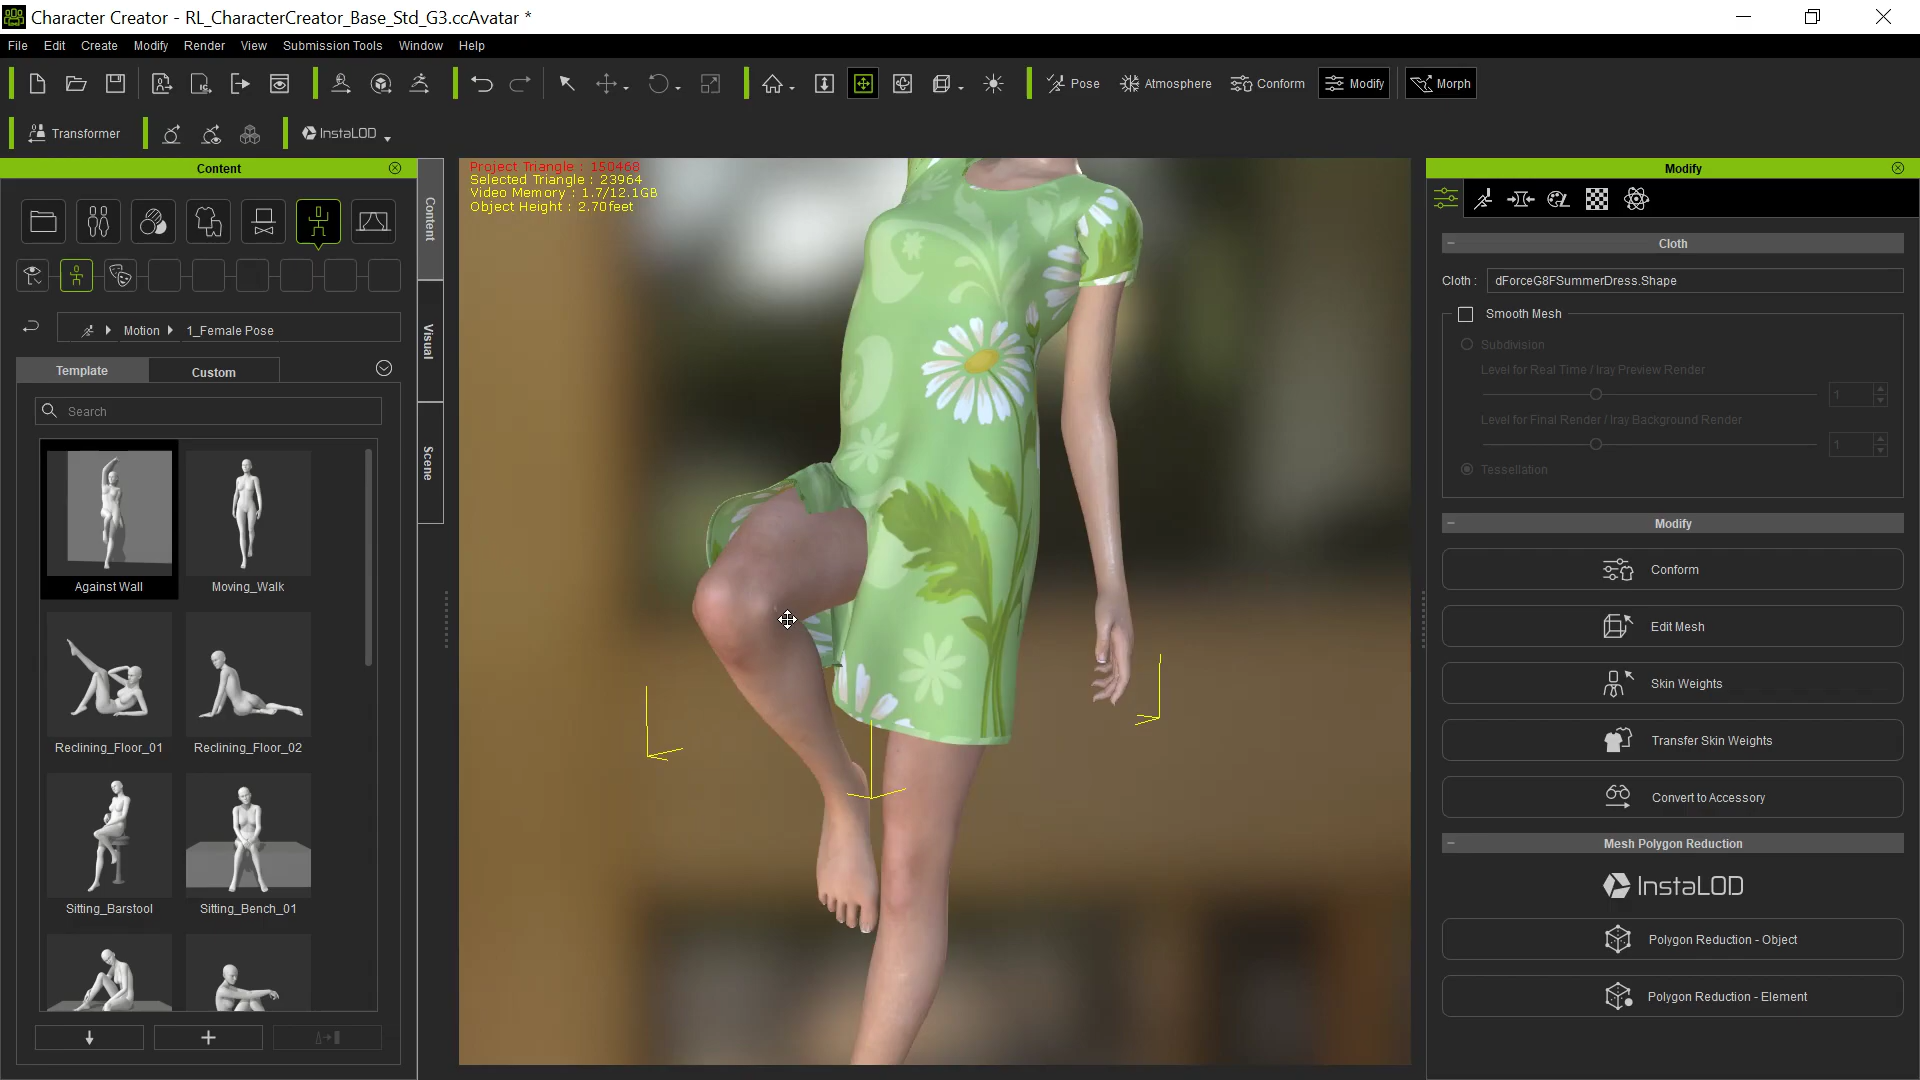 Character Creator - RL_CharacterCreator_Base_Std_G3.ccAvatar *
File Edit Create Modify Render View Submission Tools Window Help
Pose Atmosphere Conform Modify Morph
Transformer InstaLOD
Content
Motion 1_Female Pose
Template Custom
Search
Against Wall Moving_Walk
Reclining_Floor_01 Reclining_Floor_02
Sitting_Barstool Sitting_Bench_01
Content
Visual
Scene
Project Triangle : 150468
Selected Triangle : 23964
Video Memory : 1.7/12.1GB
Object Height : 2.70feet
Modify
Cloth
Cloth : dForceG8FSummerDress.Shape
Smooth Mesh
Subdivision
Level for Real Time / Iray Preview Render
1
Level for Final Render / Iray Background Render
1
Tessellation
Modify
Conform
Edit Mesh
Skin Weights
Transfer Skin Weights
Convert to Accessory
Mesh Polygon Reduction
InstaLOD
Polygon Reduction - Object
Polygon Reduction - Element